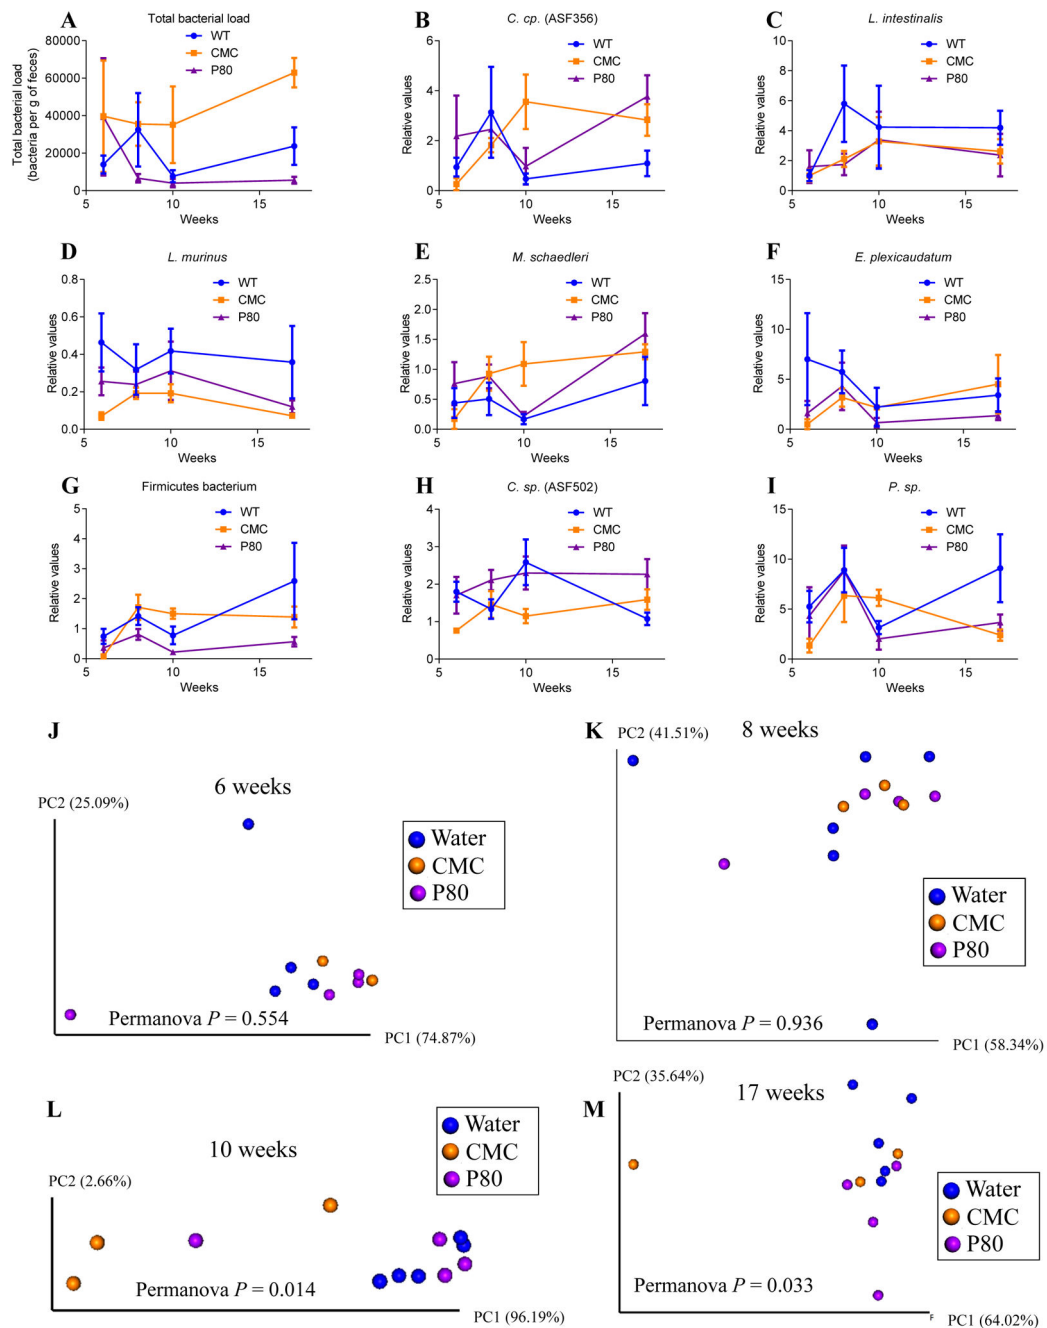 A
Total bacterial load
WT
CMC
P80
Total bacterial load
(bacteria per g of feces)
80000
60000
40000
20000
0
5
10
15
Weeks
B
C. cp. (ASF356)
WT
CMC
P80
Relative values
6
4
2
0
5
10
15
Weeks
C
L. intestinalis
WT
CMC
P80
Relative values
10
8
6
4
2
0
5
10
15
Weeks
D
L. murinus
WT
CMC
P80
Relative values
0.8
0.6
0.4
0.2
0.0
5
10
15
Weeks
E
M. schaedleri
WT
CMC
P80
Relative values
2.5
2.0
1.5
1.0
0.5
0.0
5
10
15
Weeks
F
E. plexicaudatum
WT
CMC
P80
Relative values
15
10
5
0
5
10
15
Weeks
G
Firmicutes bacterium
WT
CMC
P80
Relative values
5
4
3
2
1
0
5
10
15
Weeks
H
C. sp. (ASF502)
WT
CMC
P80
Relative values
4
3
2
1
0
5
10
15
Weeks
I
P. sp.
WT
CMC
P80
Relative values
15
10
5
0
5
10
15
Weeks
J
6 weeks
PC2 (25.09%)
Water
CMC
P80
Permanova P = 0.554
PC1 (74.87%)
K
PC2 (41.51%)
8 weeks
Water
CMC
P80
Permanova P = 0.936
PC1 (58.34%)
L
10 weeks
PC2 (2.66%)
Water
CMC
P80
Permanova P = 0.014
PC1 (96.19%)
M
PC2 (35.64%)
17 weeks
Water
CMC
P80
Permanova P = 0.033
F
PC1 (64.02%)